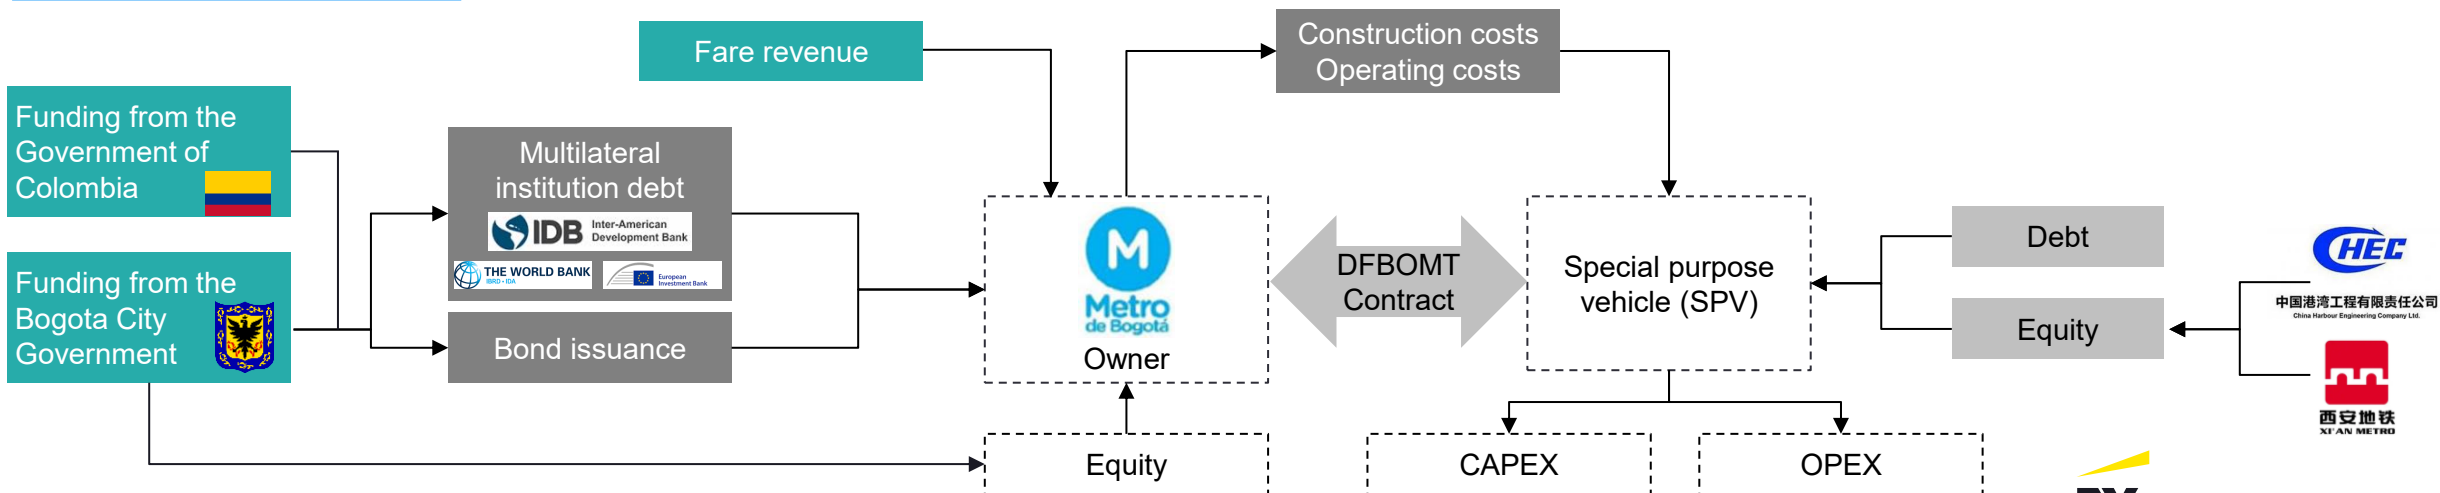 Fare revenue
Construction costs
Operating costs
Funding from the
Government of
Colombia
Multilateral
institution debt
IDB
Inter-American
Development Bank
THE WORLD BANK
IBRD • IDA
European
Investment Bank
Funding from the
Bogota City
Government
Bond issuance
M
Metro
de Bogotá
Owner
DFBOMT
Contract
Special purpose
vehicle (SPV)
Debt
Equity
CHEC
中国港湾工程有限责任公司
China Harbour Engineering Company Ltd.
西安地铁
XI'AN METRO
Equity
CAPEX
OPEX